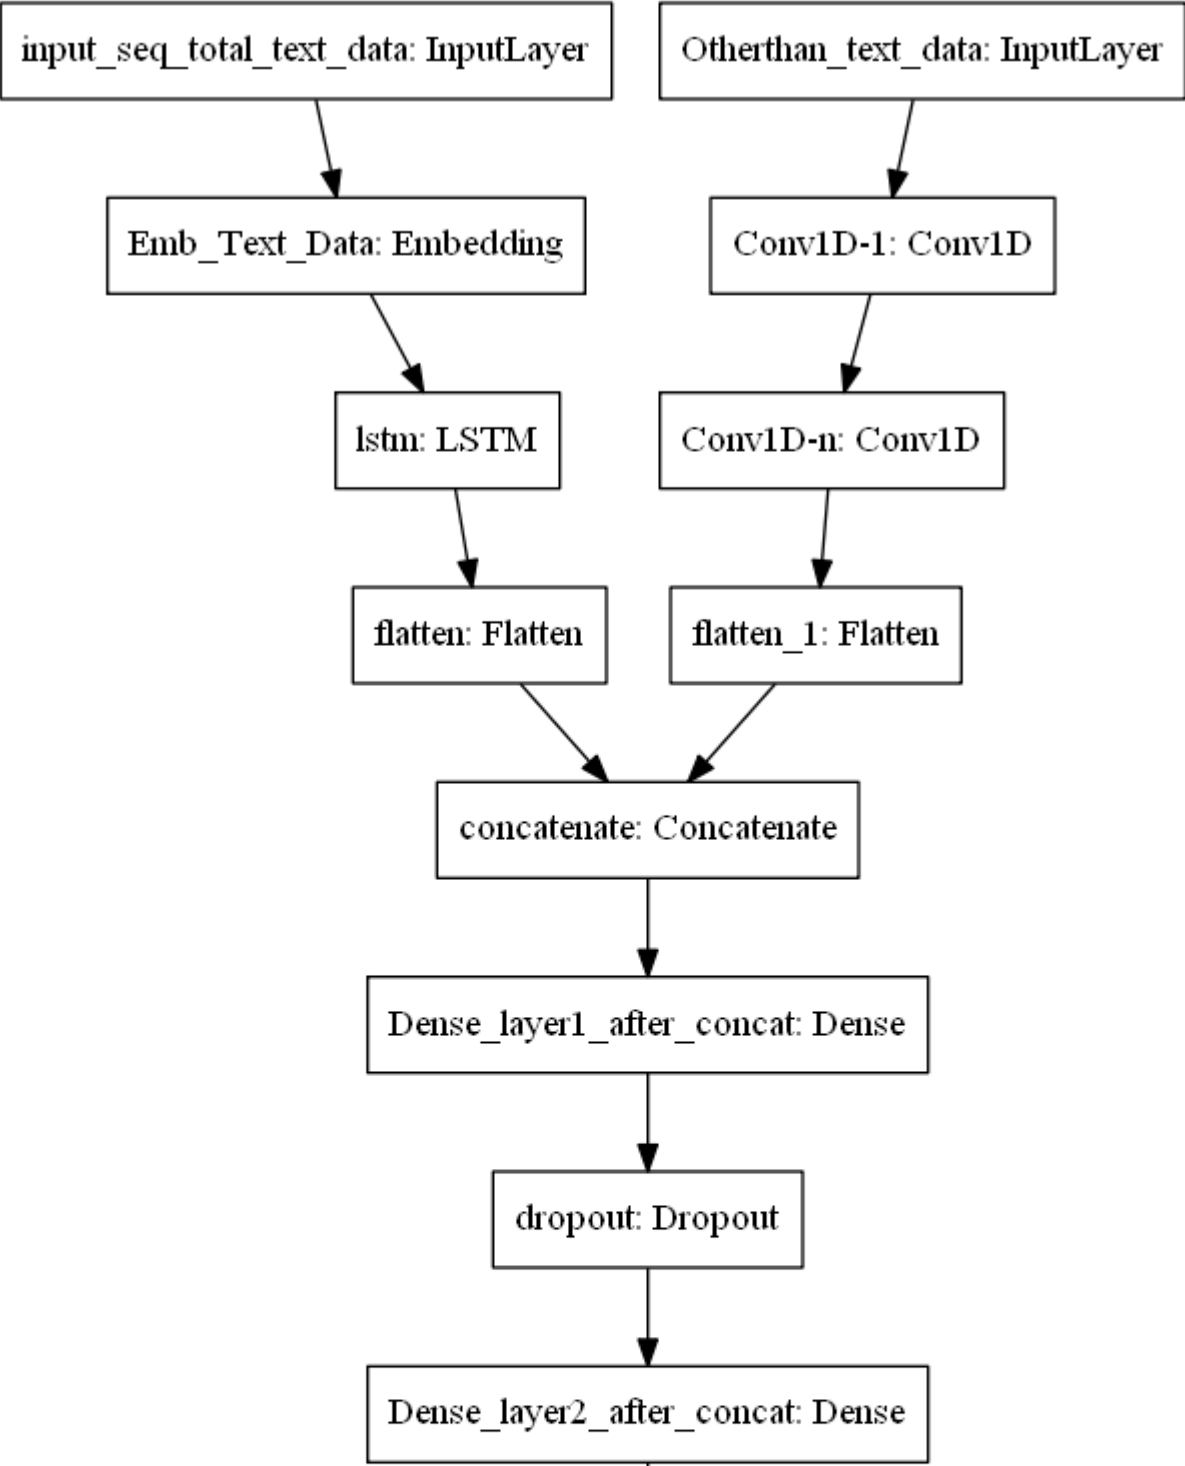 input_seq_total_text_data: InputLayer
Otherthan_text_data: InputLayer
Emb_Text_Data: Embedding
Conv1D-1: Conv1D
lstm: LSTM
Conv1D-n: Conv1D
flatten: Flatten
flatten_1: Flatten
concatenate: Concatenate
Dense_layer1_after_concat: Dense
dropout: Dropout
Dense_layer2_after_concat: Dense